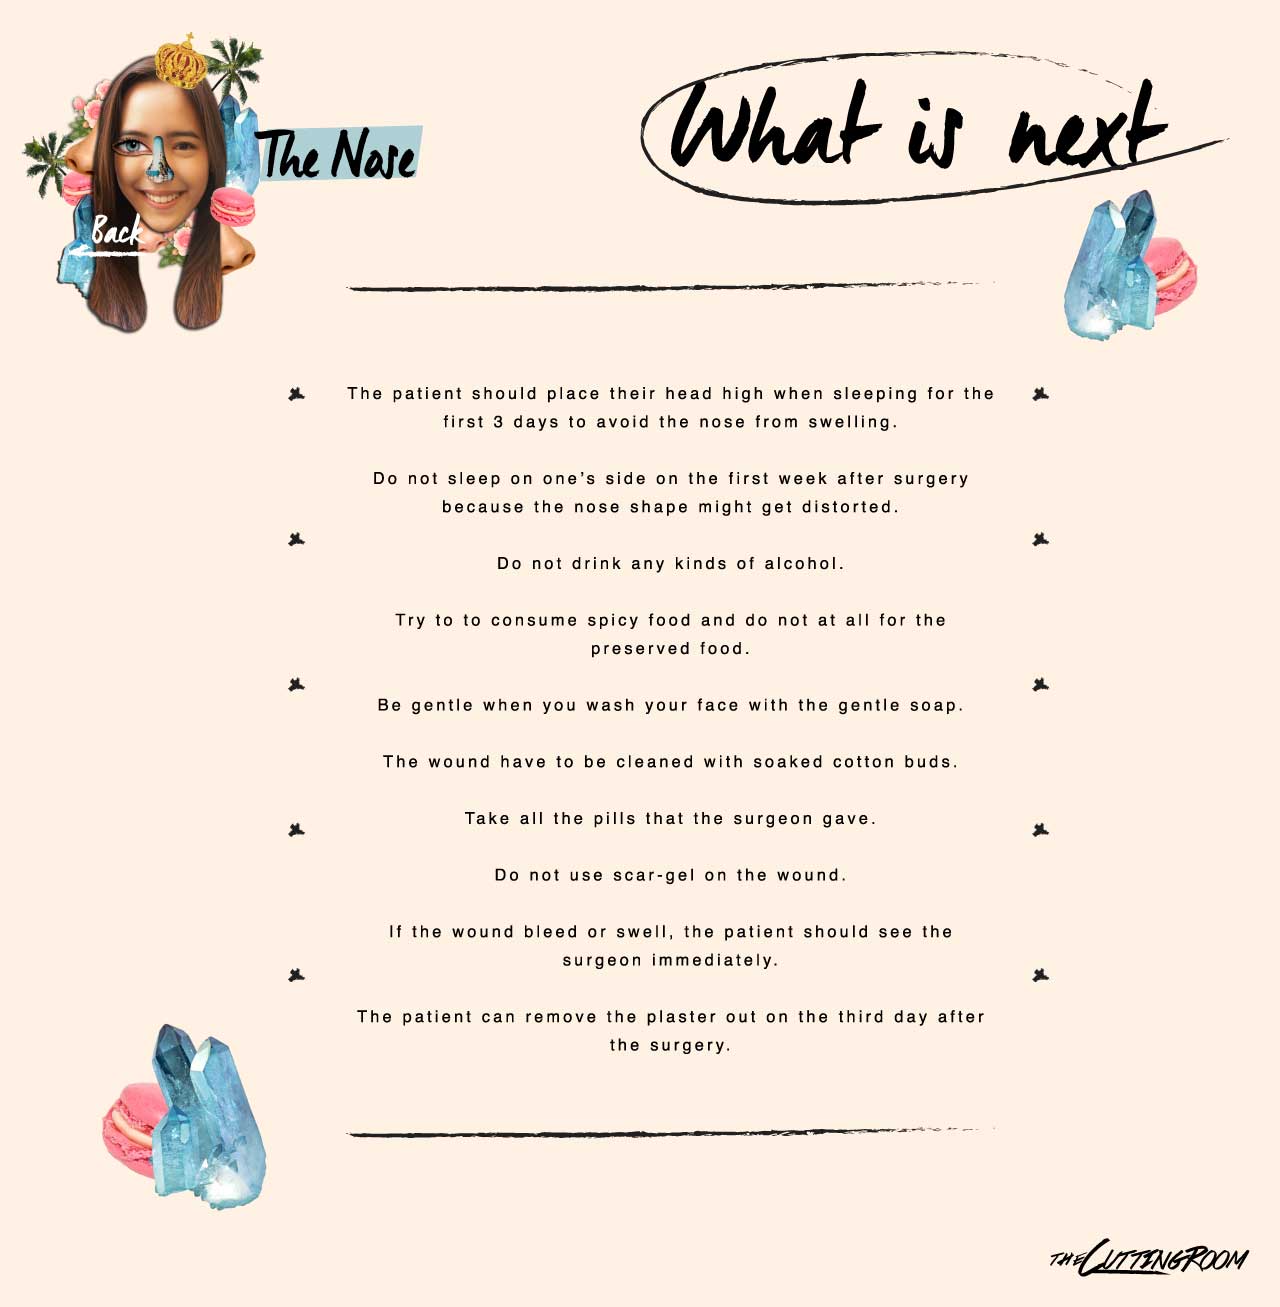 The Nose
What is next
Back
The patient should place their head high when sleeping for the
first 3 days to avoid the nose from swelling.
Do not sleep on one’s side on the first week after surgery
because the nose shape might get distorted.
Do not drink any kinds of alcohol.
Try to to consume spicy food and do not at all for the
preserved food.
Be gentle when you wash your face with the gentle soap.
The wound have to be cleaned with soaked cotton buds.
Take all the pills that the surgeon gave.
Do not use scar-gel on the wound.
If the wound bleed or swell, the patient should see the
surgeon immediately.
The patient can remove the plaster out on the third day after
the surgery.
THE CUTTING ROOM